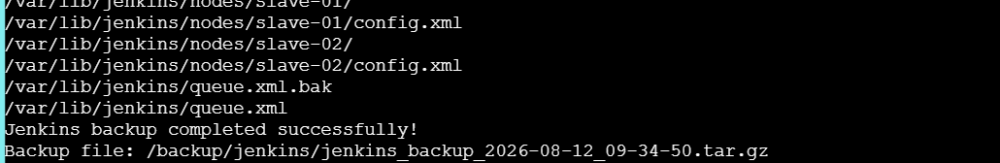 /var/lib/jenkins/nodes/slave-01/
/var/lib/jenkins/nodes/slave-01/config.xml
/var/lib/jenkins/nodes/slave-02/
/var/lib/jenkins/nodes/slave-02/config.xml
/var/lib/jenkins/queue.xml.bak
/var/lib/jenkins/queue.xml
Jenkins backup completed successfully!
Backup file: /backup/jenkins/jenkins_backup_2026-08-12_09-34-50.tar.gz